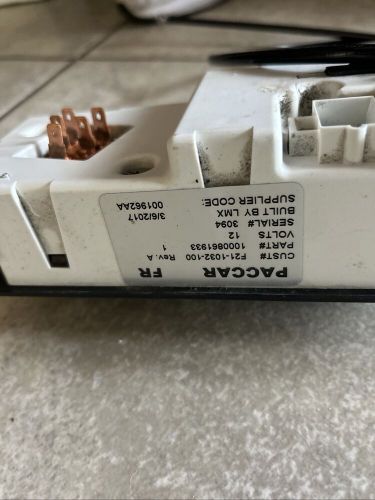 PACCAR FR
CUST# F21-1032-100 Rev. A
PART# 1000861933 1
VOLTS 12
SERIAL# 3094
BUILT BY LMX 3/6/2017
SUPPLIER CODE: 001962AA